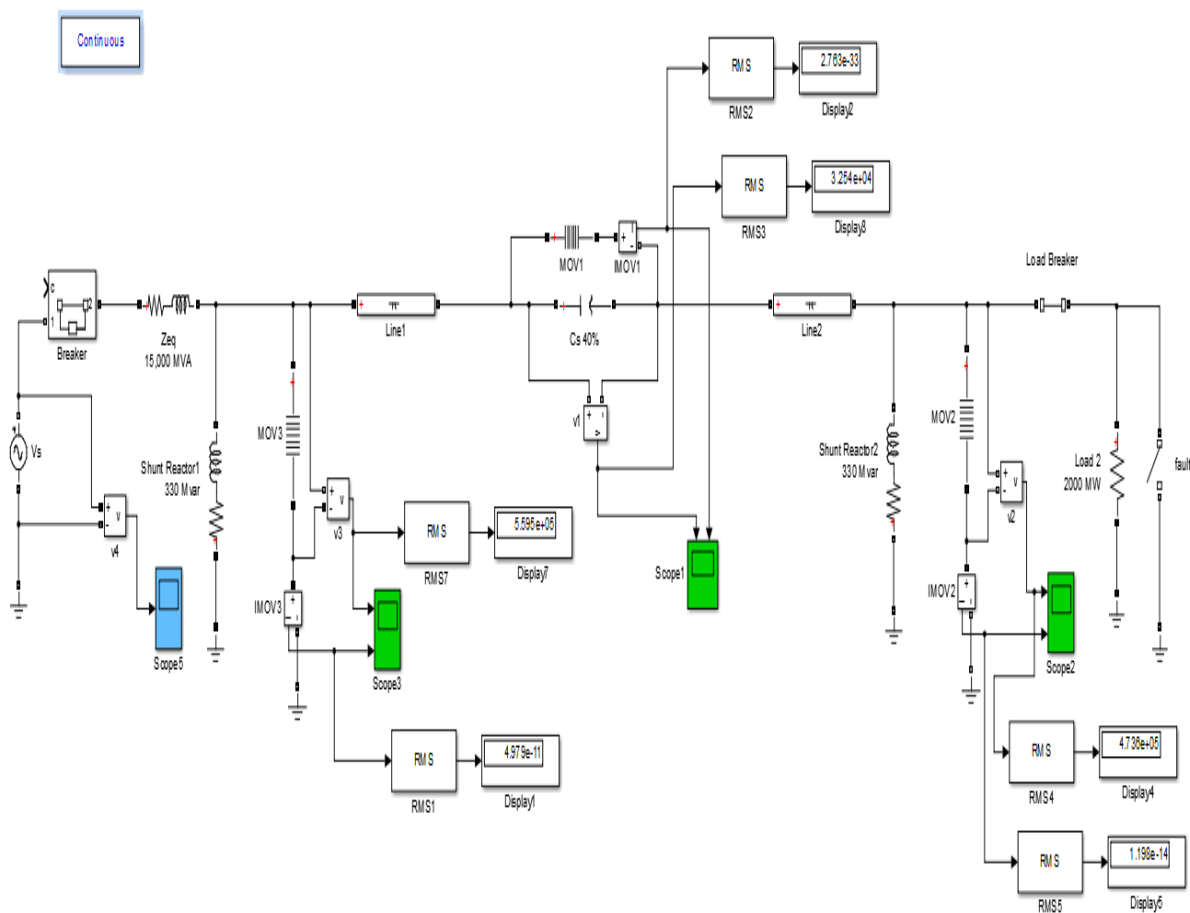 Continuous
RMS
2.763e-33
RMS2
Display2
RMS
3.254e+04
RMS3
Display3
MOV1
IMOV1
Load Breaker
c
1
2
Breaker
Zeq
15,000 MVA
Line1
Cs 40%
Line2
v1
Vs
v4
Scope5
Shunt Reactor1
330 Mvar
MOV3
v3
IMOV3
Scope3
RMS
5.595e+05
RMS7
Display7
RMS
4.979e-11
RMS1
Display1
Scope1
Shunt Reactor2
330 Mvar
MOV2
v2
IMOV2
Scope2
Load 2
2000 MW
fault
RMS
4.738e+05
RMS4
Display4
RMS
1.198e-14
RMS5
Display5